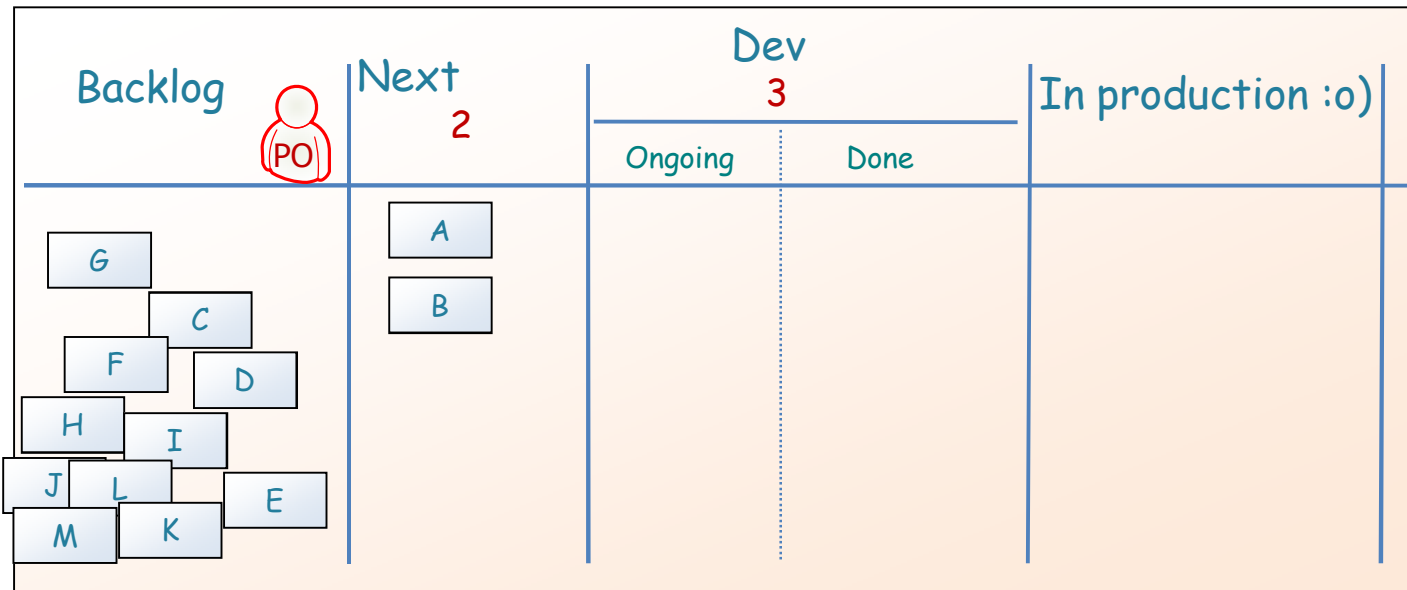 Dev
Backlog
Next
3
In production :o)
2
PO
Ongoing
Done
A
G
B
C
F
D
H
I
J
L
E
K
M